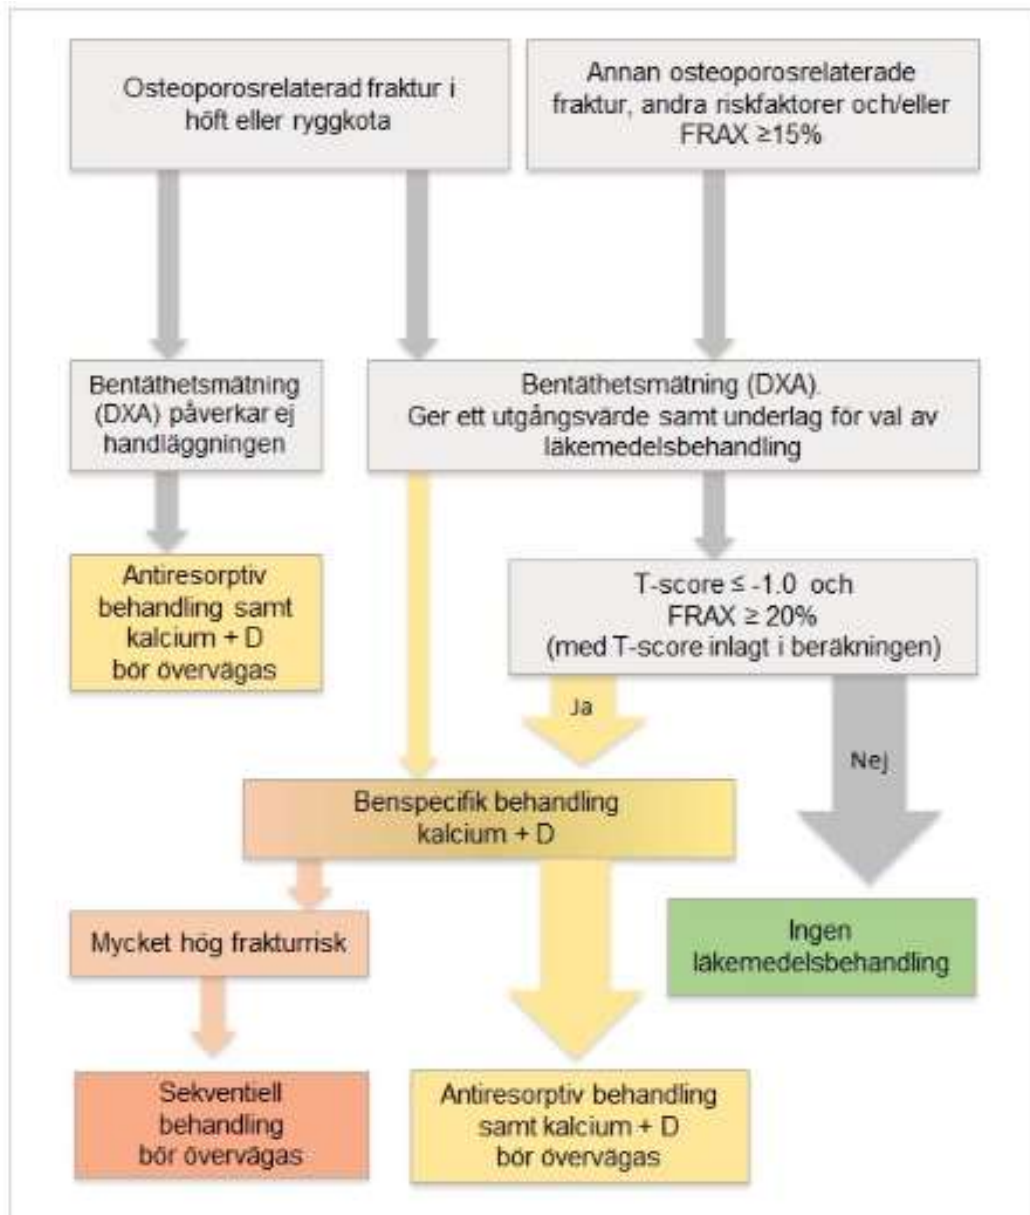 Osteoporosrelaterad fraktur i
höft eller ryggkota
Annan osteoporosrelaterade
fraktur, andra riskfaktorer och/eller
FRAX ≥15%
Bentäthetsmätning
(DXA) påverkar ej
handläggningen
Bentäthetsmätning (DXA).
Ger ett utgångsvärde samt underlag för val av
läkemedelsbehandling
Antiresorptiv
behandling samt
kalcium + D
bör övervägas
T-score ≤ -1.0 och
FRAX ≥ 20%
(med T-score inlagt i beräkningen)
Ja
Nej
Benspecifik behandling
kalcium + D
Mycket hög frakturrisk
Ingen
läkemedelsbehandling
Sekventiell
behandling
bör övervägas
Antiresorptiv behandling
samt kalcium + D
bör övervägas